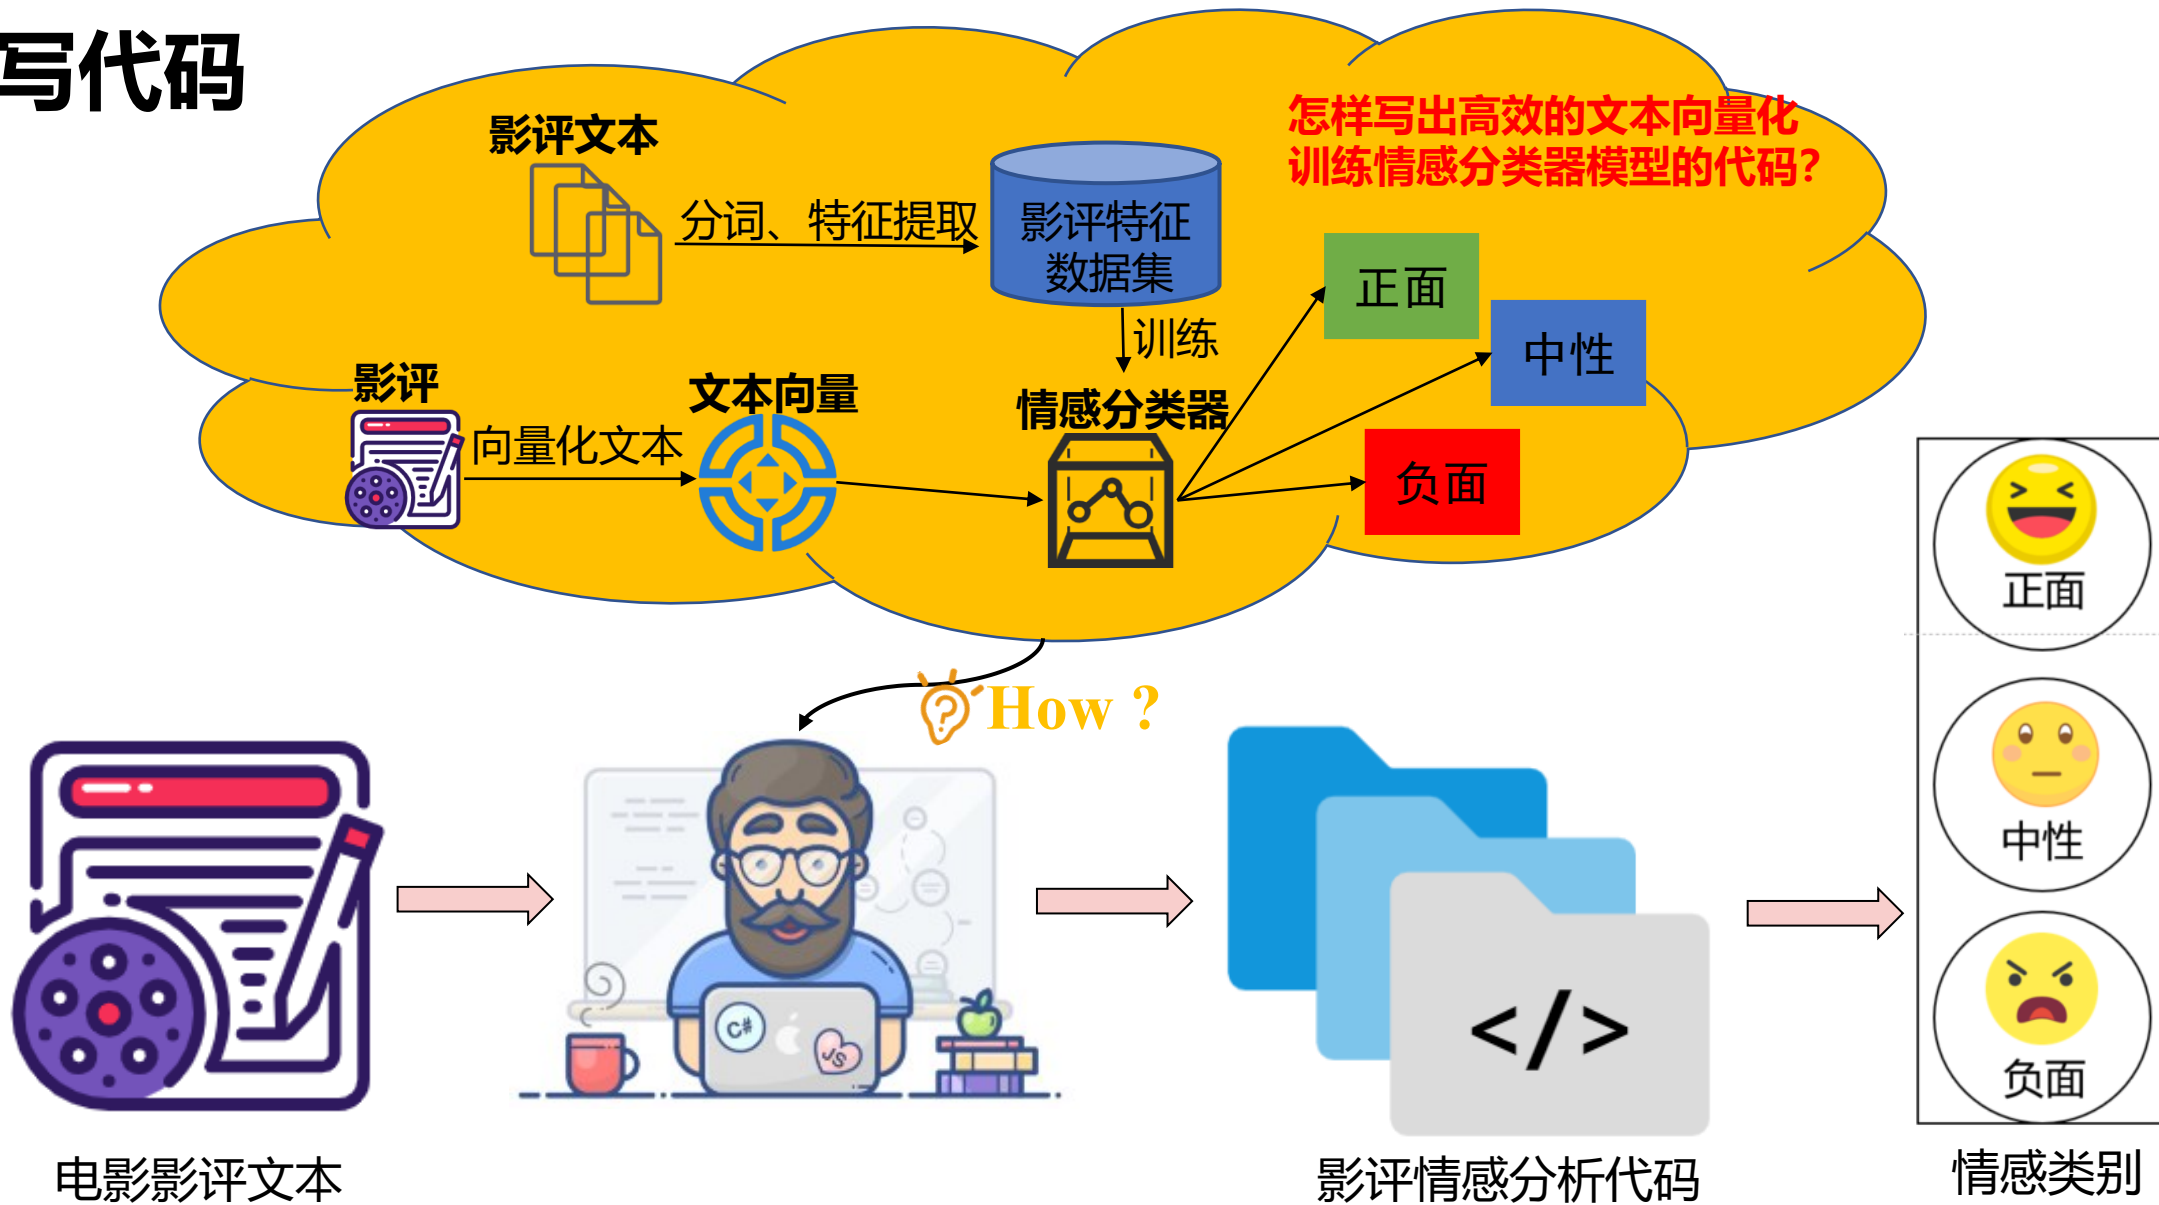 写代码
影评文本
怎样写出高效的文本向量化
训练情感分类器模型的代码?
分词、特征提取
影评特征
数据集
正面
中性
训练
影评
文本向量
情感分类器
向量化文本
负面
How ?
正面
中性
负面
C#
JS
</>
电影影评文本
影评情感分析代码
情感类别